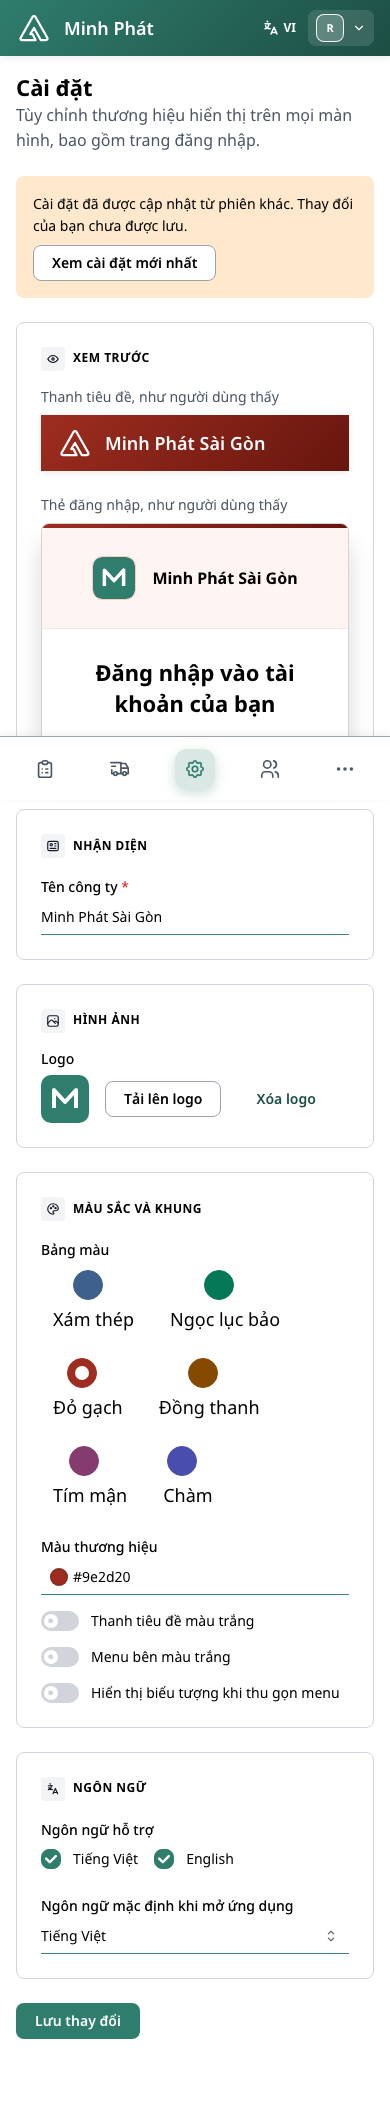 Minh Phát
VI
R
Cài đặt
Tùy chỉnh thương hiệu hiển thị trên mọi màn
hình, bao gồm trang đăng nhập.
Cài đặt đã được cập nhật từ phiên khác. Thay đổi
của bạn chưa được lưu.
Xem cài đặt mới nhất
XEM TRƯỚC
Thanh tiêu đề, như người dùng thấy
Minh Phát Sài Gòn
Thẻ đăng nhập, như người dùng thấy
Minh Phát Sài Gòn
Đăng nhập vào tài
khoản của bạn
NHẬN DIỆN
Tên công ty *
Minh Phát Sài Gòn
HÌNH ẢNH
Logo
Tải lên logo
Xóa logo
MÀU SẮC VÀ KHUNG
Bảng màu
Xám thép
Ngọc lục bảo
Đỏ gạch
Đồng thanh
Tím mận
Chàm
Màu thương hiệu
#9e2d20
Thanh tiêu đề màu trắng
Menu bên màu trắng
Hiển thị biểu tượng khi thu gọn menu
NGÔN NGỮ
Ngôn ngữ hỗ trợ
Tiếng Việt
English
Ngôn ngữ mặc định khi mở ứng dụng
Tiếng Việt
Lưu thay đổi